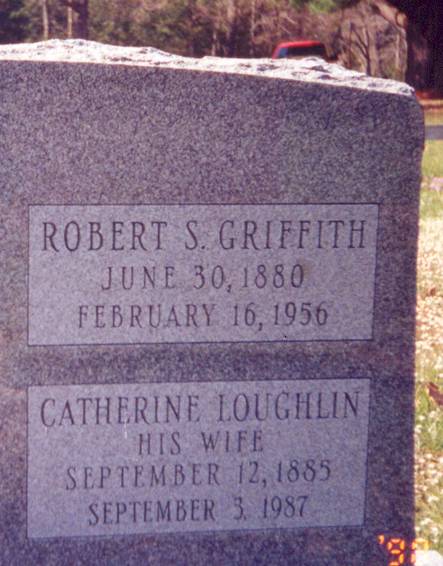 ROBERT S. GRIFFITH
JUNE 30, 1880
FEBRUARY 16, 1956
CATHERINE LOUGHLIN
HIS WIFE
SEPTEMBER 12, 1885
SEPTEMBER 3. 1987